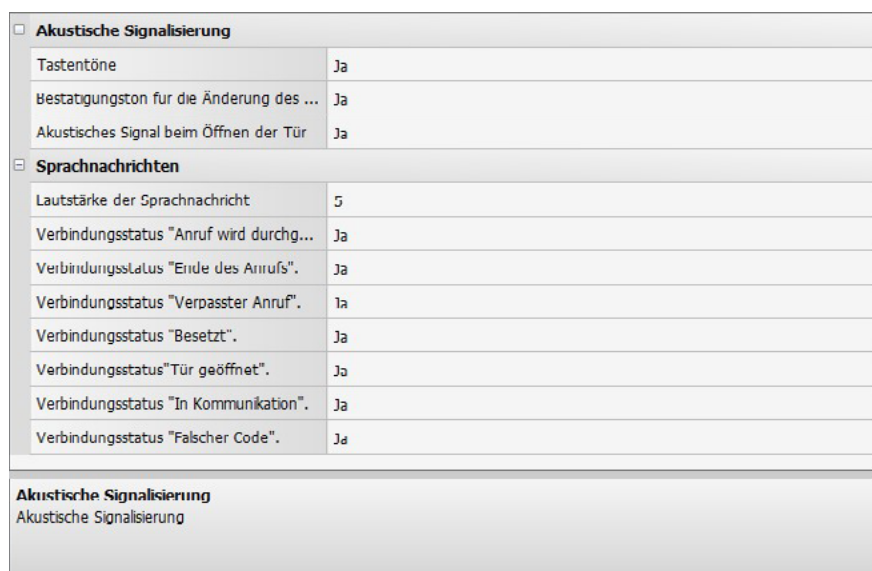 Akustische Signalisierung
Tastentöne Ja
Bestätigungston für die Änderung des ... Ja
Akustisches Signal beim Öffnen der Tür Ja
Sprachnachrichten
Lautstärke der Sprachnachricht 5
Verbindungsstatus "Anruf wird durchg... Ja
Verbindungsstatus "Ende des Anrufs". Ja
Verbindungsstatus "Verpasster Anruf". Ja
Verbindungsstatus "Besetzt". Ja
Verbindungsstatus"Tür geöffnet". Ja
Verbindungsstatus "In Kommunikation". Ja
Verbindungsstatus "Falscher Code". Ja
Akustische Signalisierung
Akustische Signalisierung